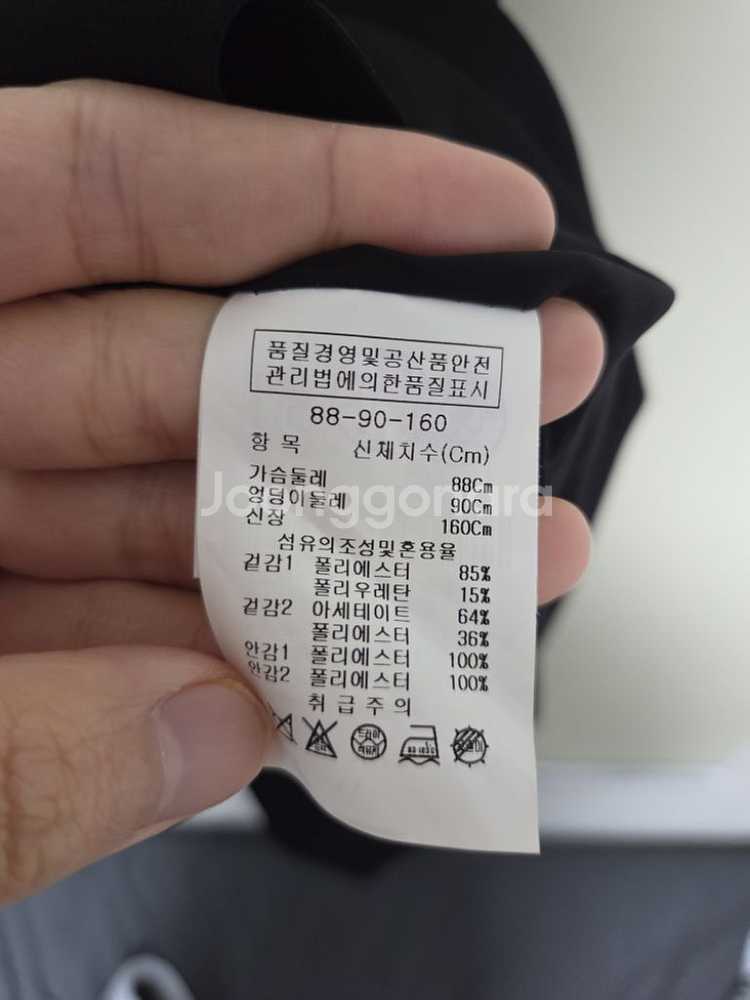 품질경영및공산품안전
관리법에의한품질표시
88-90-160
항 목 신체치수(Cm)
가슴둘레 88Cm
엉덩이둘레 90Cm
신장 160Cm
섬유의조성및혼용율
겉감1 폴리에스터 85%
폴리우레탄 15%
겉감2 아세테이트 64%
폴리에스터 36%
안감1 폴리에스터 100%
안감2 폴리에스터 100%
취 급 주 의
드라이
Joonggonara